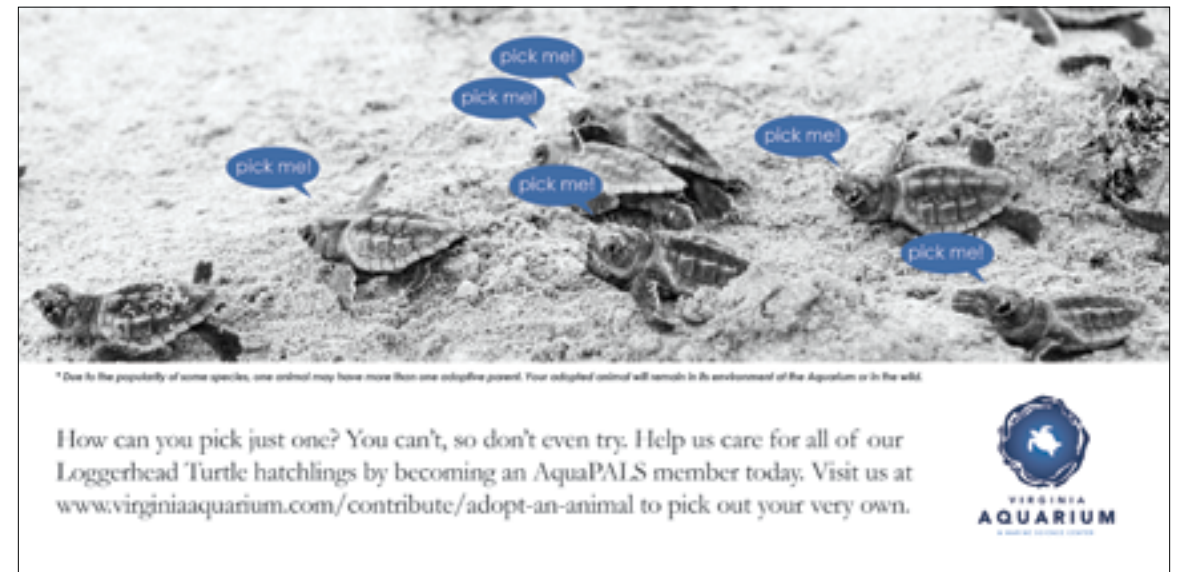 pick me!
pick me!
pick me!
pick me!
pick me!
pick me!
* Due to the popularity of some species, one animal may have more than one adoptive parent. Your adopted animal will remain in its environment at the Aquarium or in the wild.
How can you pick just one? You can't, so don't even try. Help us care for all of our
Loggerhead Turtle hatchlings by becoming an AquaPALS member today. Visit us at
www.virginiaaquarium.com/contribute/adopt-an-animal to pick out your very own.
VIRGINIA
AQUARIUM
& MARINE SCIENCE CENTER